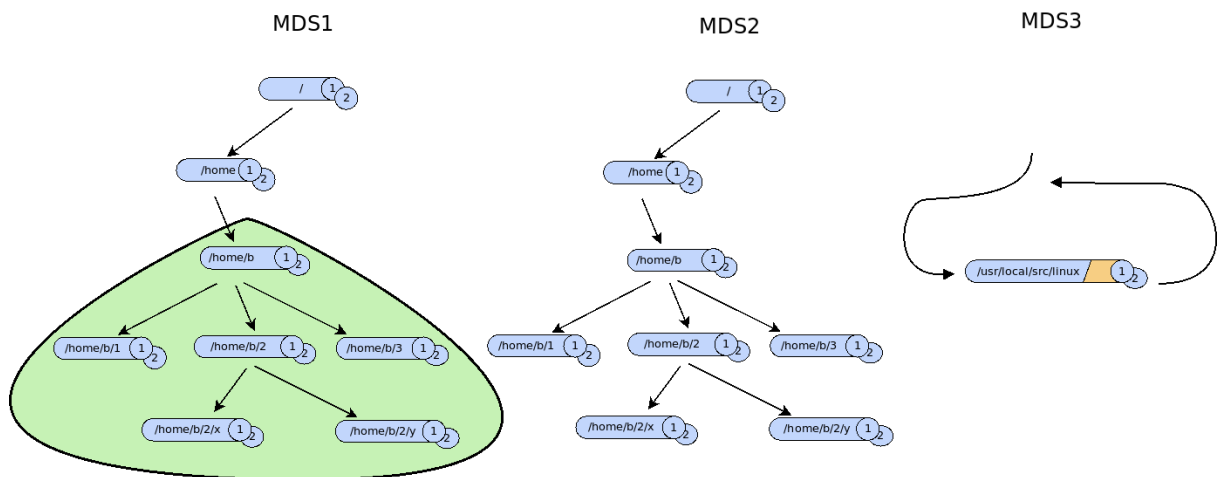 MDS1
/ 1 2
/home 1 2
/home/b 1 2
/home/b/1 1 2
/home/b/2 1 2
/home/b/3 1 2
/home/b/2/x 1 2
/home/b/2/y 1 2
MDS2
/ 1 2
/home 1 2
/home/b 1 2
/home/b/1 1 2
/home/b/2 1 2
/home/b/3 1 2
/home/b/2/x 1 2
/home/b/2/y 1 2
MDS3
/usr/local/src/linux 1 2